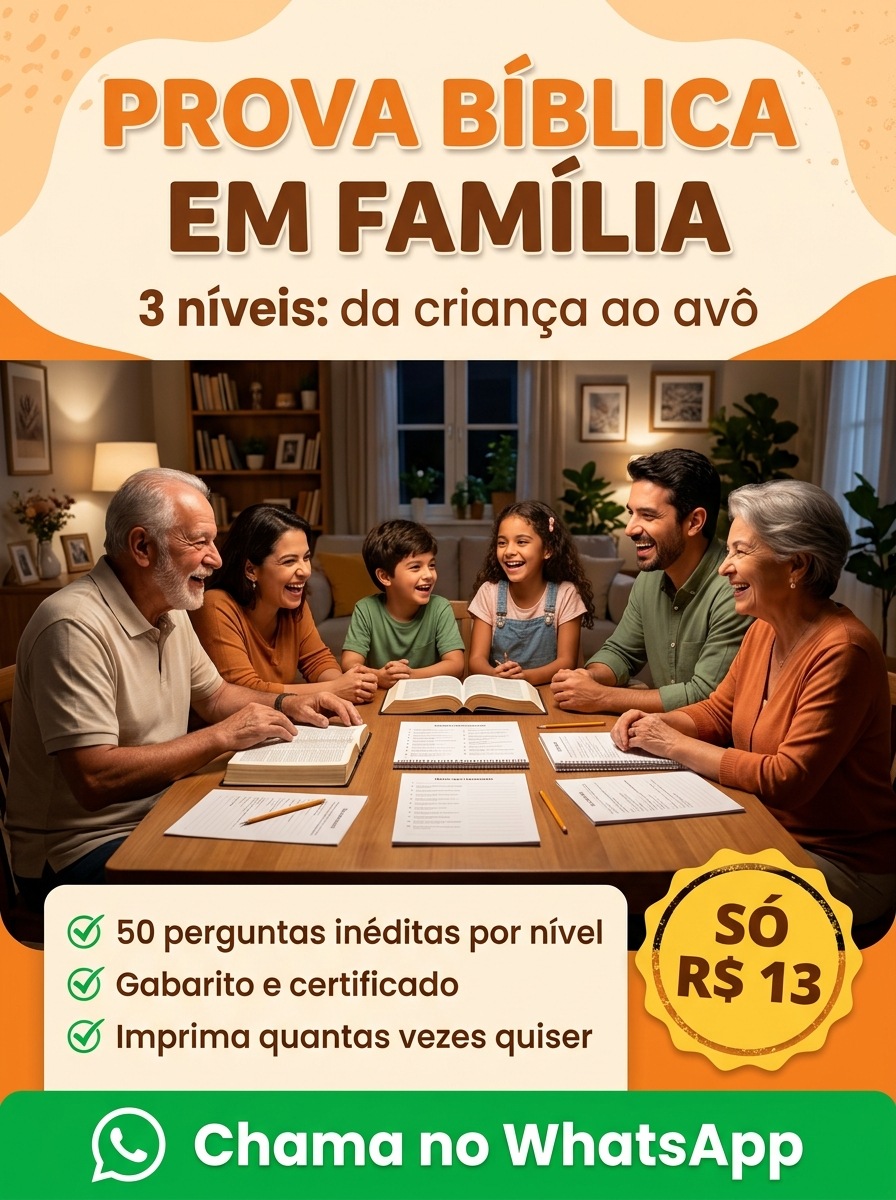 PROVA BÍBLICA
EM FAMÍLIA
3 níveis: da criança ao avô
50 perguntas inéditas por nível
Gabarito e certificado
Imprima quantas vezes quiser
SÓ
R$ 13
Chama no WhatsApp